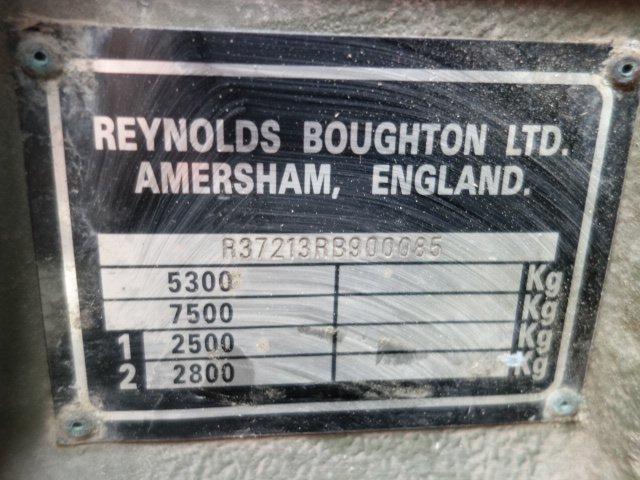 REYNOLDS BOUGHTON LTD.
AMERSHAM, ENGLAND.
R37213RB900085
5300 Kg
7500 Kg
1 2500 Kg
2 2800 Kg